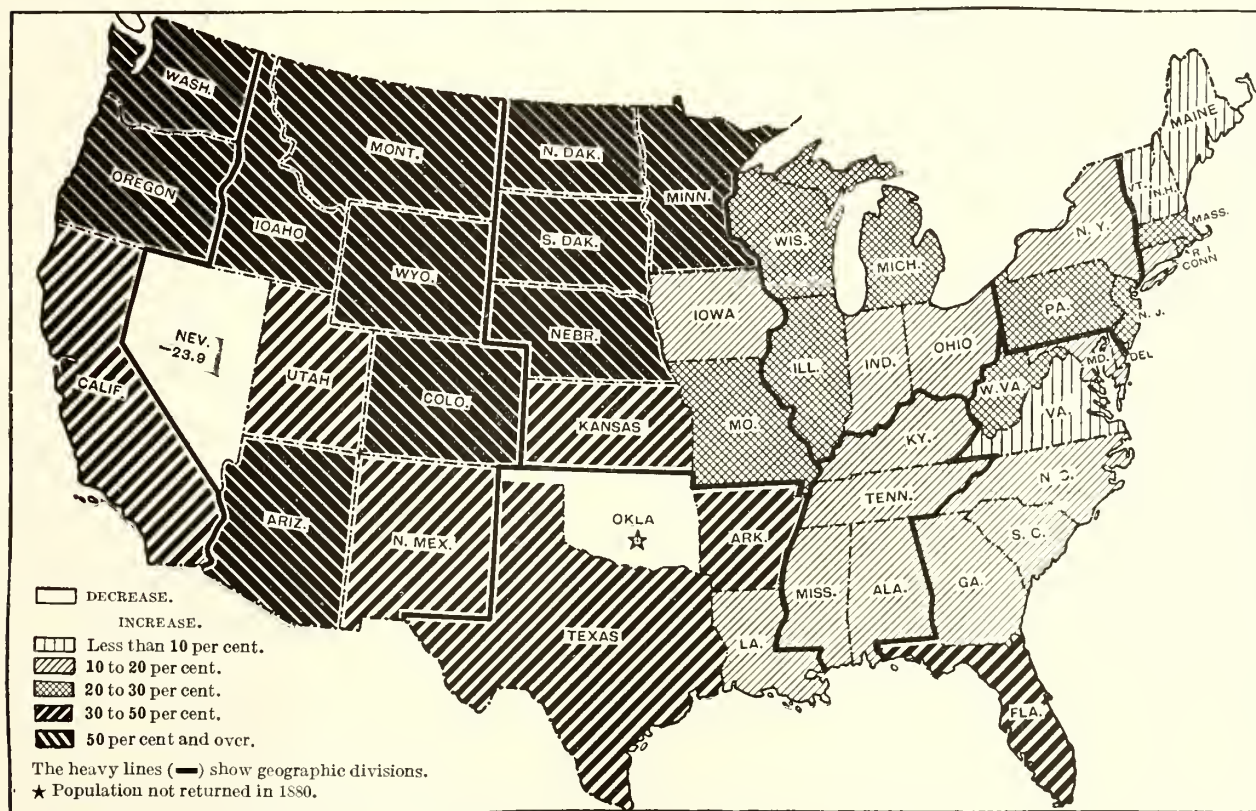 WASH.
MONT.
N. DAK.
MINN.
OREGON
IDAHO
S. DAK.
WYO.
WIS.
MICH.
N. Y.
MAINE
VT.
N.H.
MASS.
R I
CONN
NEV.
-23.9
NEBR.
IOWA
PA.
N. J.
CALIF.
UTAH
COLO.
KANSAS
MO.
ILL.
IND.
OHIO
W.VA.
MD.
DEL
VA.
KY.
ARIZ.
N. MEX.
OKLA
ARK.
TENN.
N. C.
S. C.
TEXAS
LA.
MISS.
ALA.
GA.
FLA.
DECREASE.
INCREASE.
Less than 10 per cent.
10 to 20 per cent.
20 to 30 per cent.
30 to 50 per cent.
50 per cent and over.
The heavy lines (━) show geographic divisions.
★ Population not returned in 1880.